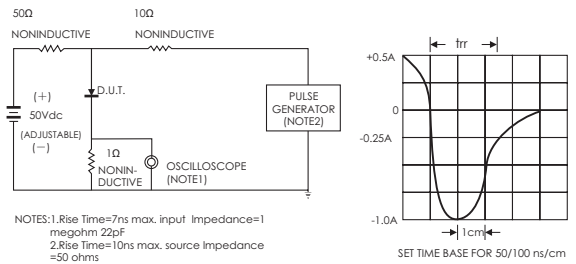 50Ω
NONINDUCTIVE
10Ω
NONINDUCTIVE
(+)
50Vdc
(ADJUSTABLE)
(—)
D.U.T.
1Ω
NONIN-
DUCTIVE
OSCILLOSCOPE
(NOTE1)
PULSE
GENERATOR
(NOTE2)
NOTES:1.Rise Time=7ns max. input Impedance=1
megohm 22pF
2.Rise Time=10ns max. source Impedance
=50 ohms
trr
+0.5A
0
-0.25A
-1.0A
1cm
SET TIME BASE FOR 50/100 ns/cm